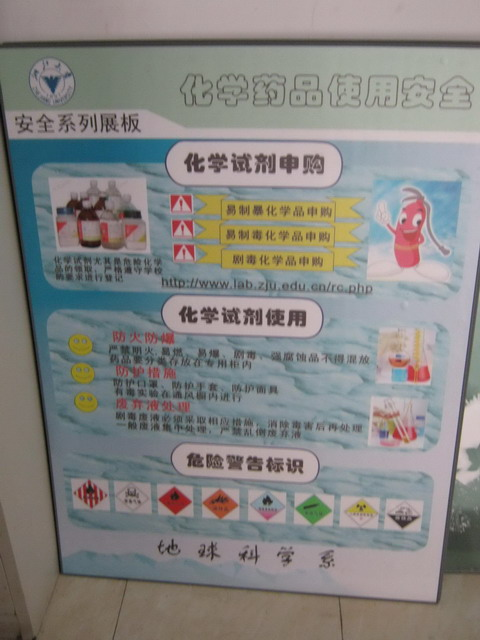 化学药品使用安全
安全系列展板
化学试剂申购
易制暴化学品申购
易制毒化学品申购
剧毒化学品申购
化学试剂尤其是危险化学
品的领取，严格遵守学校
的要求进行登记
http://www.lab.zju.edu.cn/rc.php
化学试剂使用
防火防爆
严禁明火，易燃、易爆、剧毒、强腐蚀品不得混放
药品要分类存放在专用柜内
防护措施
防护口罩、防护手套、防护面具
有毒实验在通风橱内进行
废弃液处理
剧毒废液必须采取相应措施，消除毒害后再处理
一般废液集中处理，严禁乱倒废弃液
危险警告标识
地球科学系